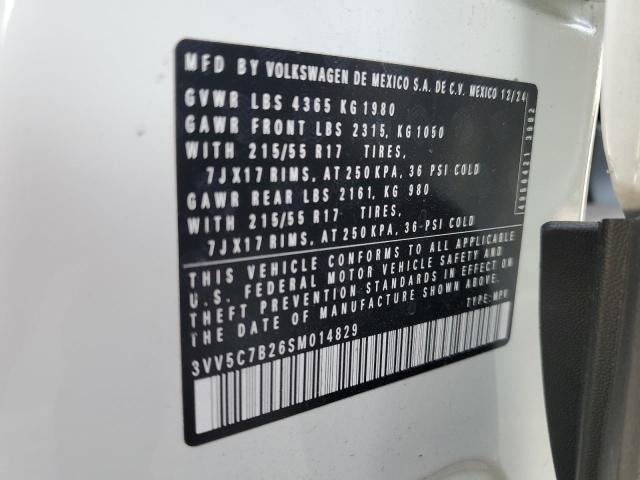 MFD BY VOLKSWAGEN DE MEXICO S.A. DE C.V. MEXICO 12/24
GVWR LBS 4365 KG 1980
GAWR FRONT LBS 2315, KG 1050
WITH 215/55 R17 TIRES,
7JX17 RIMS, AT 250 KPA, 36 PSI COLD
GAWR REAR LBS 2161, KG 980
WITH 215/55 R17 TIRES,
7JX17 RIMS, AT 250 KPA, 36-PSI COLD
THIS VEHICLE CONFORMS TO ALL APPLICABLE
U.S. FEDERAL MOTOR VEHICLE SAFETY AND
THEFT PREVENTION STANDARDS IN EFFECT ON
THE DATE OF MANUFACTURE SHOWN ABOVE.
TYPE: MPV
3VV5C7B26SM014829
4950421 3002